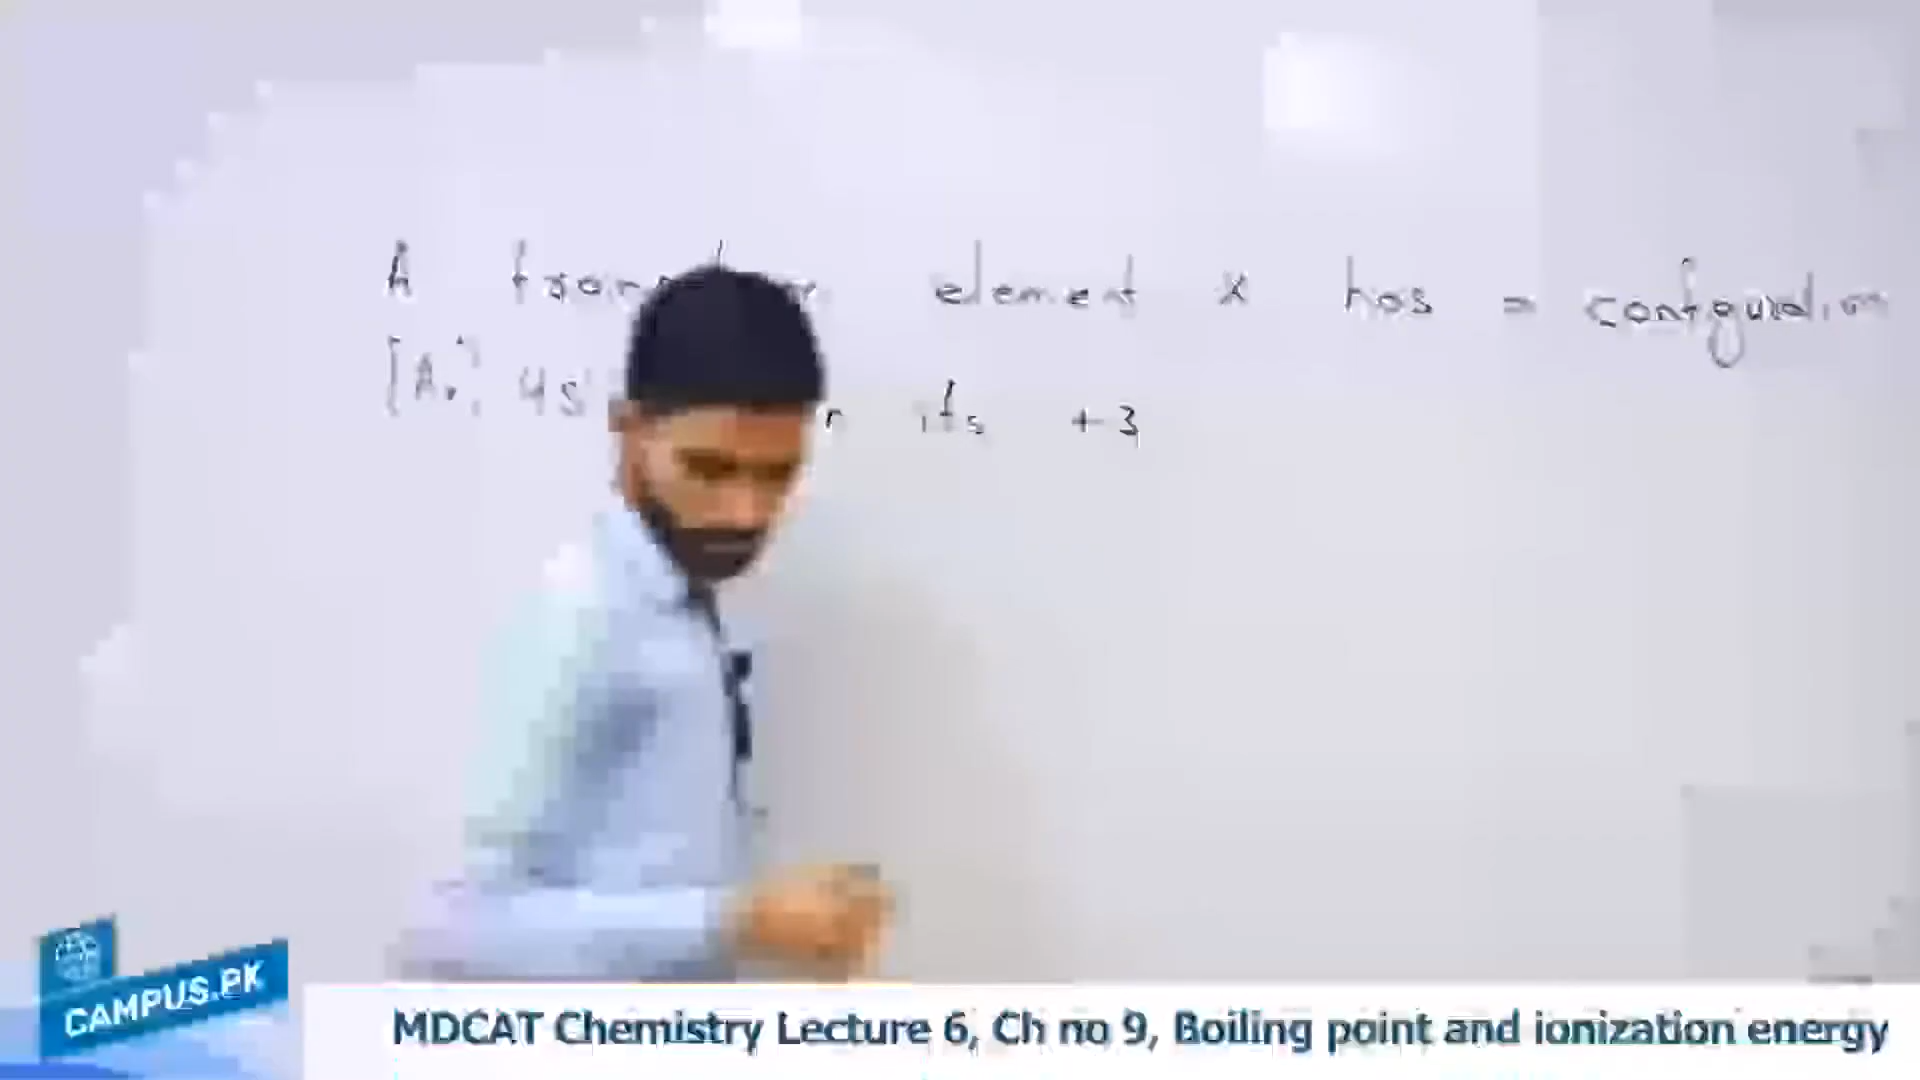 A element x has a configuration
[Ar] 4s its +3
CAMPUS.PK
MDCAT Chemistry Lecture 6, Ch no 9, Boiling point and ionization energy